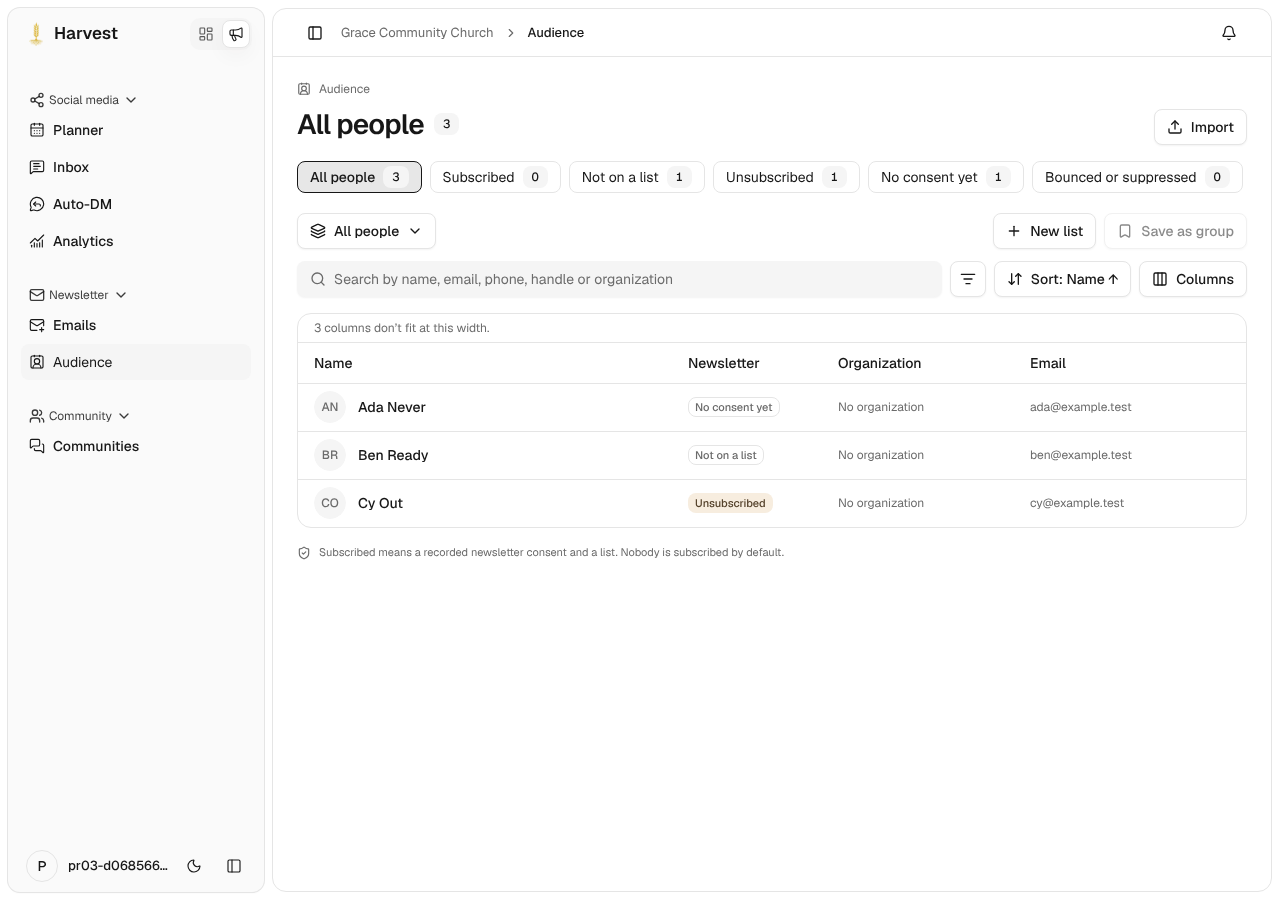 Harvest
Social media
Planner
Inbox
Auto-DM
Analytics
Newsletter
Emails
Audience
Community
Communities
P pr03-d068566...
Grace Community Church > Audience
Audience
All people 3
Import
All people 3 Subscribed 0 Not on a list 1 Unsubscribed 1 No consent yet 1 Bounced or suppressed 0
All people New list Save as group
Search by name, email, phone, handle or organization Sort: Name ↑ Columns
3 columns don't fit at this width.
Name Newsletter Organization Email
AN Ada Never No consent yet No organization ada@example.test
BR Ben Ready Not on a list No organization ben@example.test
CO Cy Out Unsubscribed No organization cy@example.test
Subscribed means a recorded newsletter consent and a list. Nobody is subscribed by default.